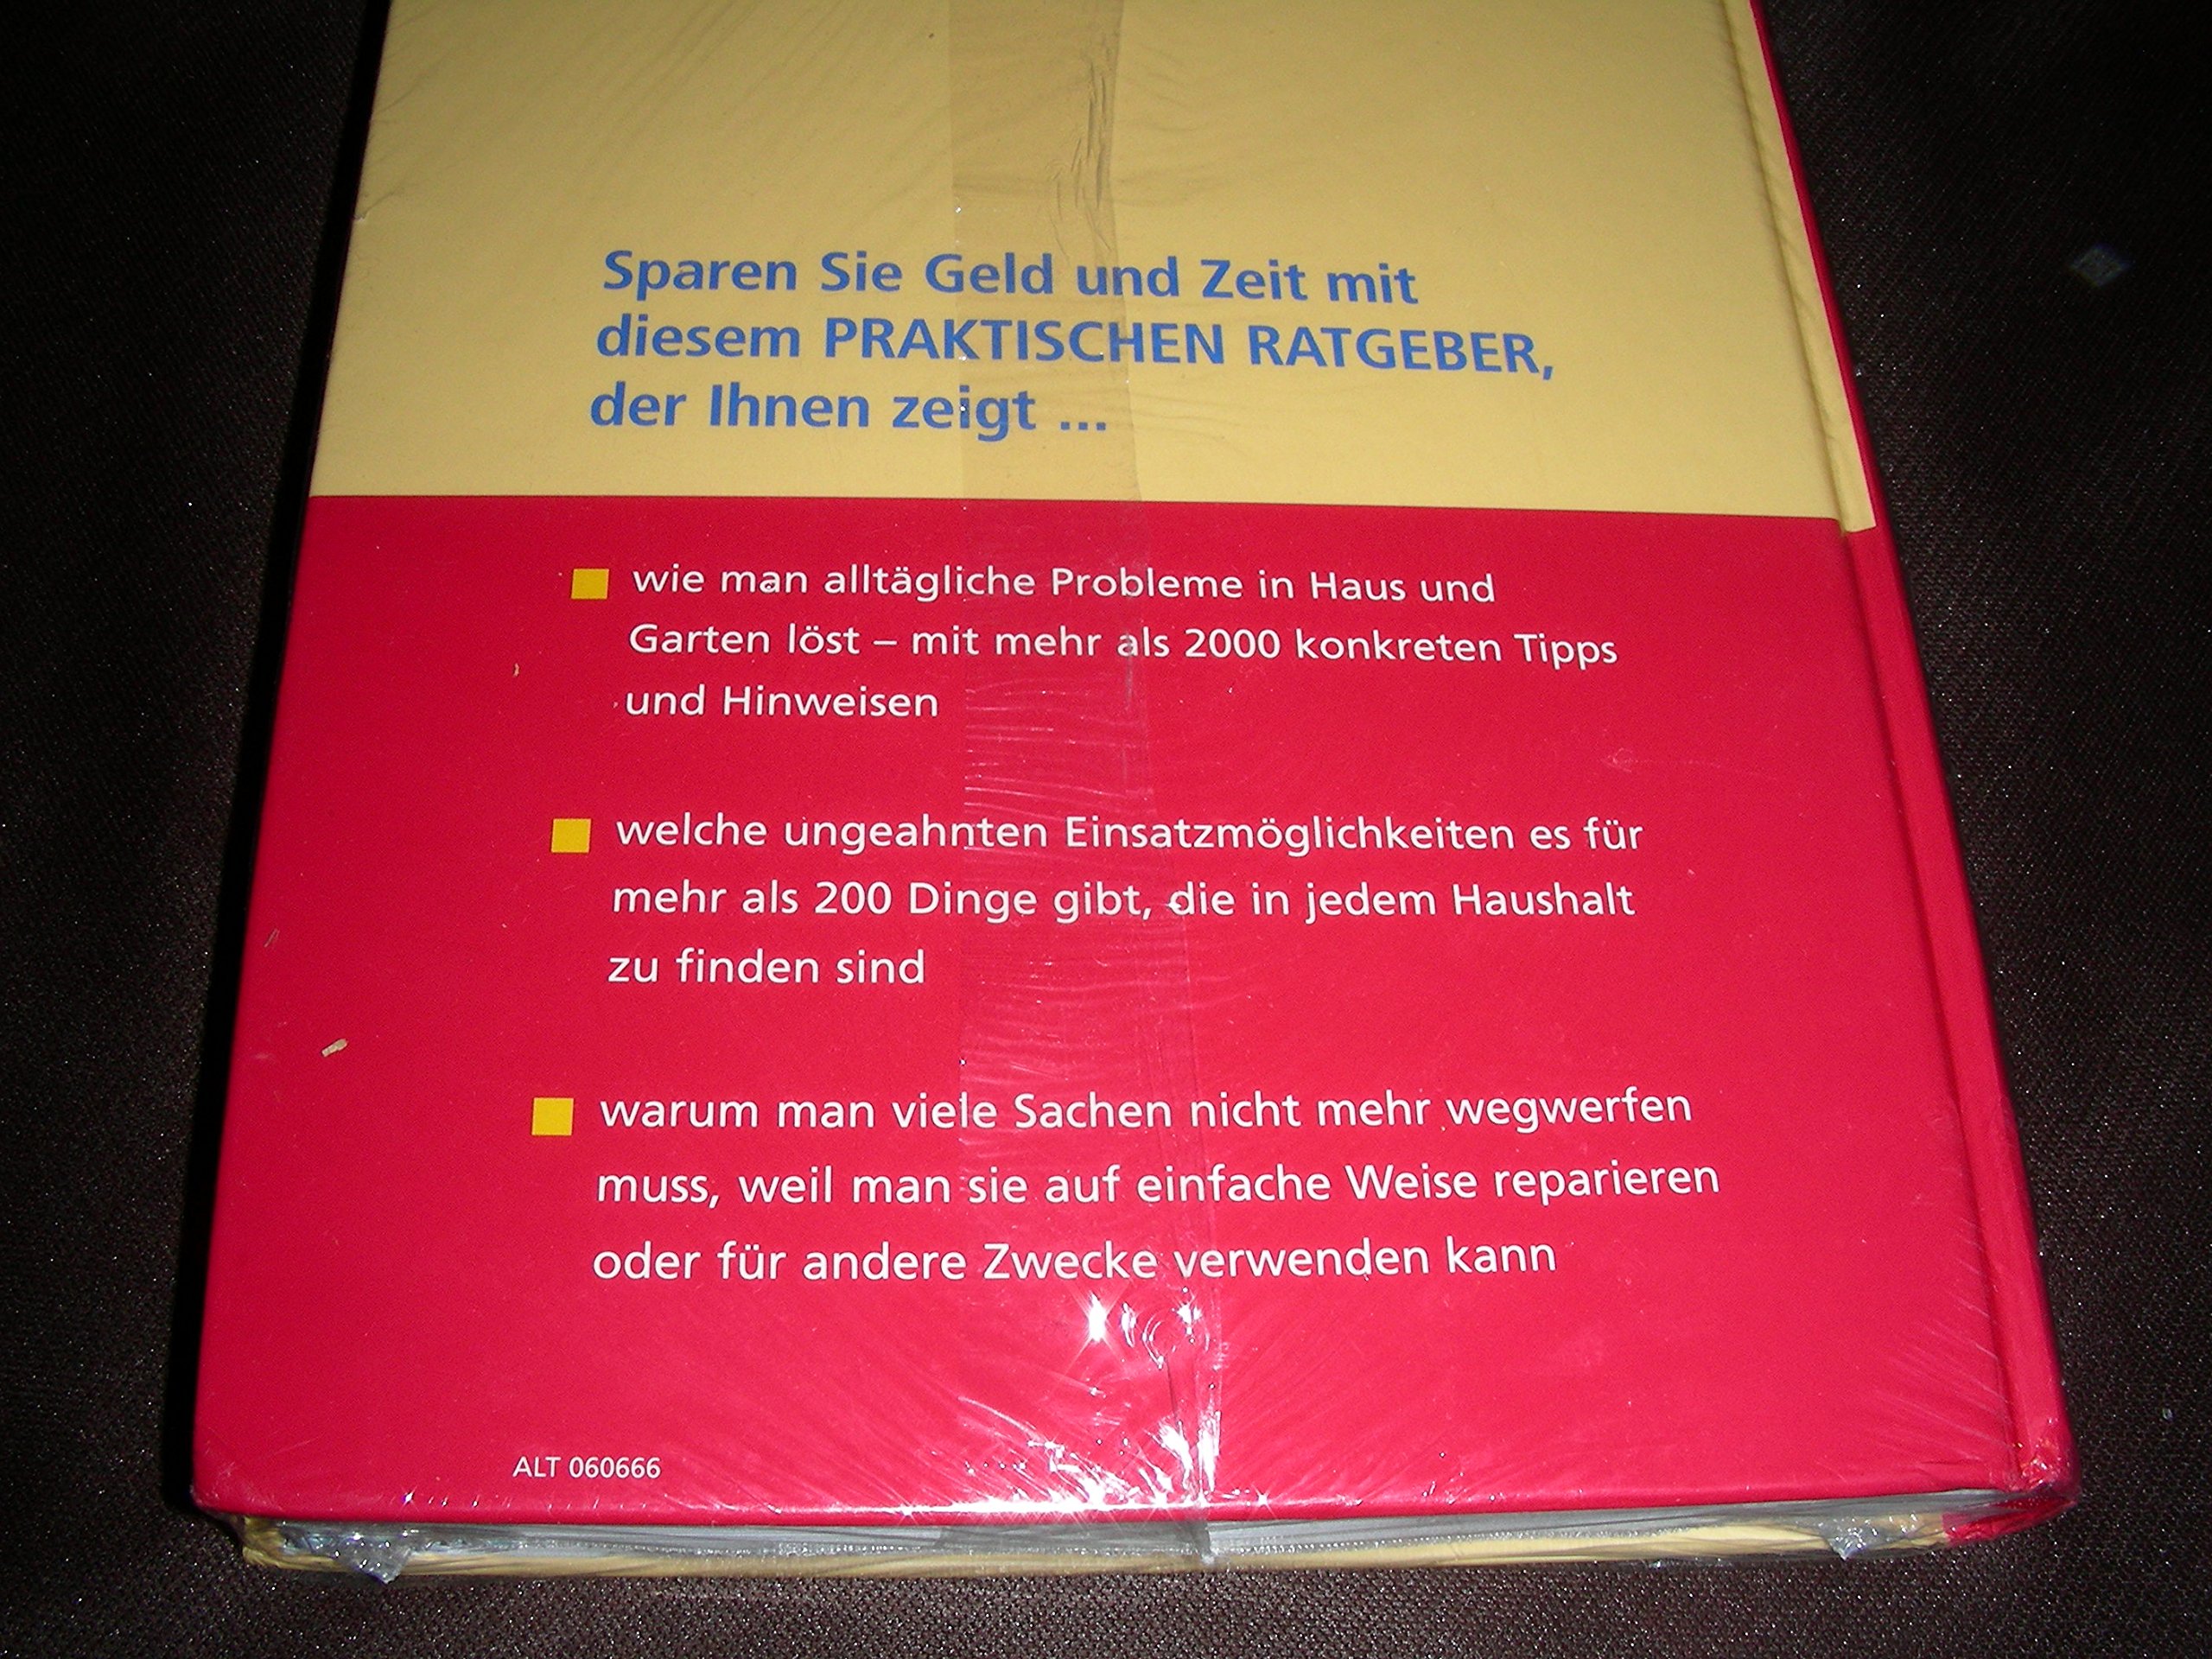 Sparen Sie Geld und Zeit mit
diesem PRAKTISCHEN RATGEBER,
der Ihnen zeigt ...
wie man alltägliche Probleme in Haus und
Garten löst – mit mehr als 2000 konkreten Tipps
und Hinweisen
welche ungeahnten Einsatzmöglichkeiten es für
mehr als 200 Dinge gibt, die in jedem Haushalt
zu finden sind
warum man viele Sachen nicht mehr wegwerfen
muss, weil man sie auf einfache Weise reparieren
oder für andere Zwecke verwenden kann
ALT 060666